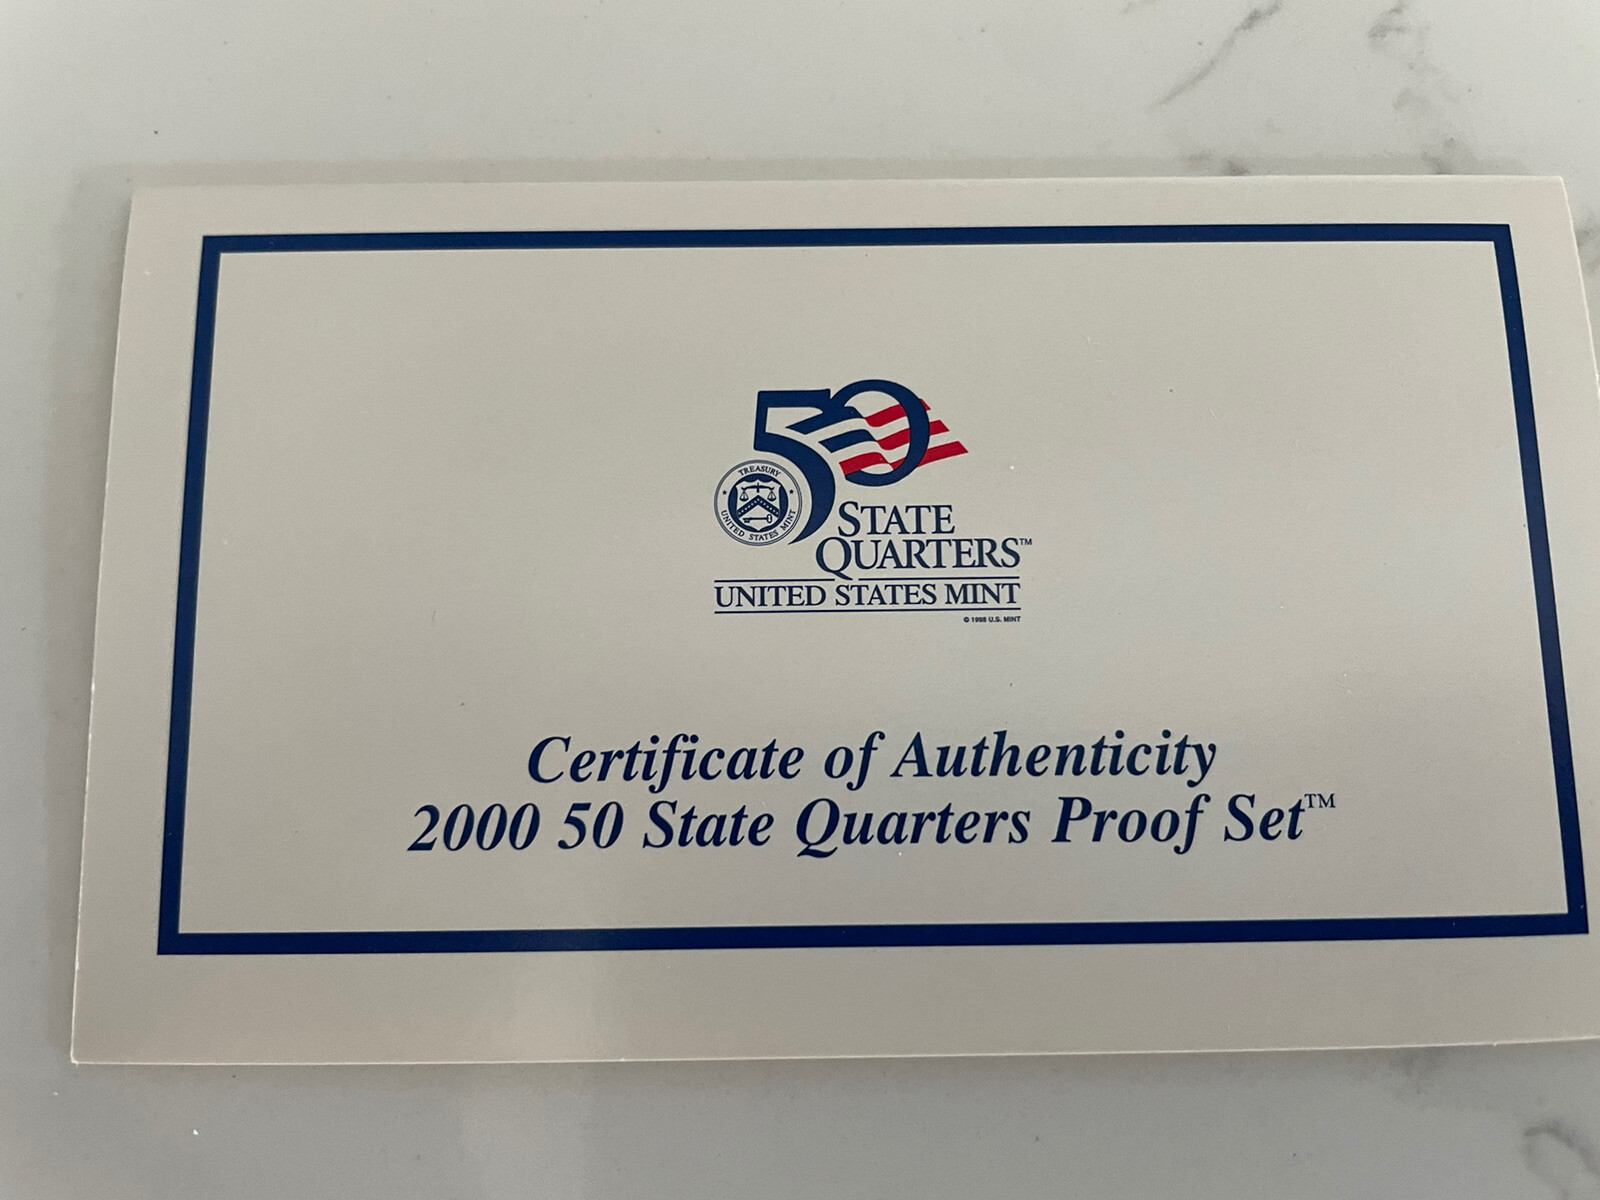 50
TREASURY
UNITED STATES MINT
STATE
QUARTERS™
UNITED STATES MINT
© 1998 U.S. MINT
Certificate of Authenticity
2000 50 State Quarters Proof Set™